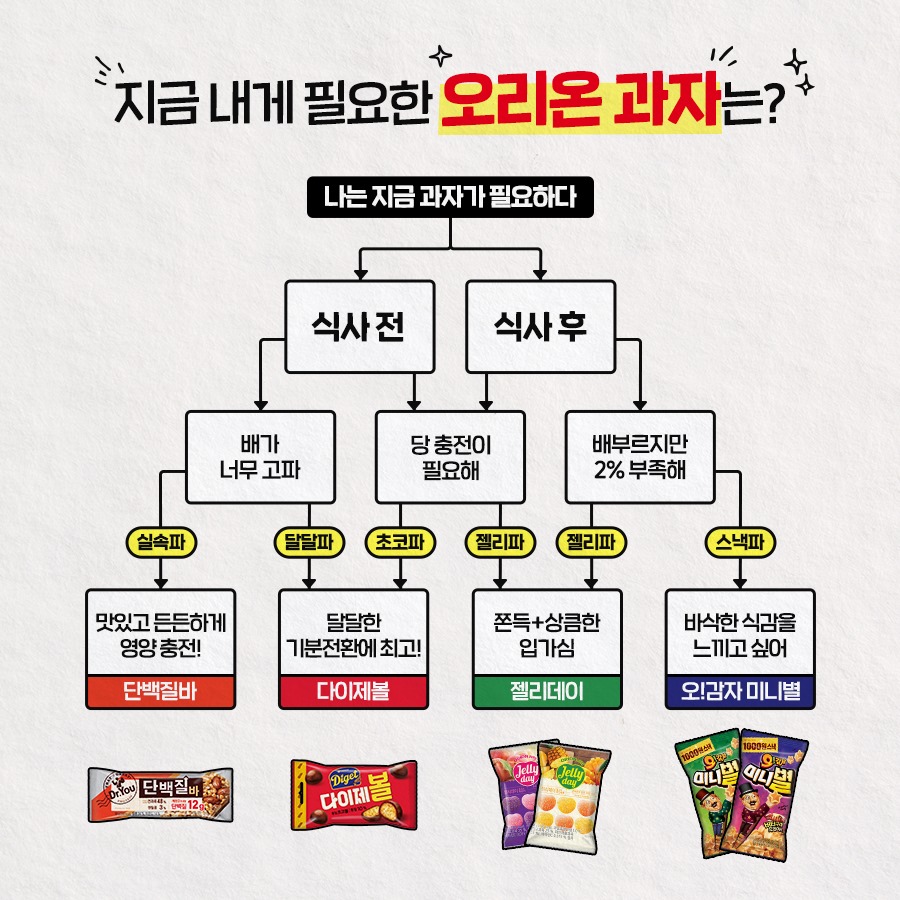 지금 내게 필요한 오리온 과자는?
나는 지금 과자가 필요하다
식사 전
식사 후
배가
너무 고파
당 충전이
필요해
배부르지만
2% 부족해
실속파
달달파
초코파
젤리파
젤리파
스낵파
맛있고 든든하게
영양 충전!
단백질바
달달한
기분전환에 최고!
다이제볼
쫀득+상큼한
입가심
젤리데이
바삭한 식감을
느끼고 싶어
오!감자 미니별
Dr.You
단백질바
단백질 12g
Diget
다이제볼
Jelly
day
Jelly
day
1000원스낵
미니별
1000원스낵
미니별